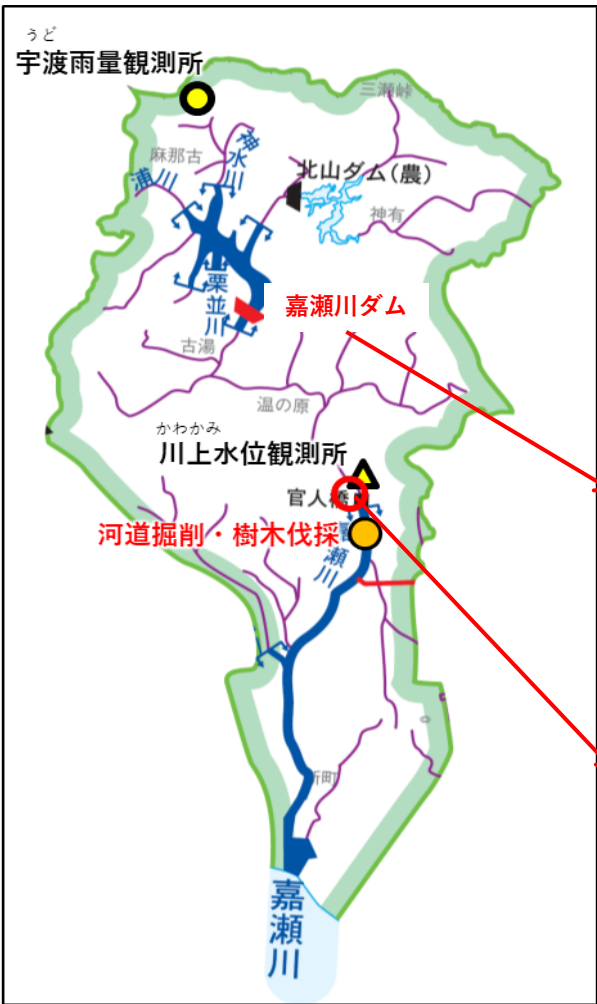 うど
宇渡雨量観測所
三瀬峠
麻那古
神水川
浦川
北山ダム(農)
神有
栗並川
嘉瀬川ダム
古湯
温の原
かわかみ
川上水位観測所
官人橋
河道掘削・樹木伐採
嘉瀬川
新町
嘉瀬川